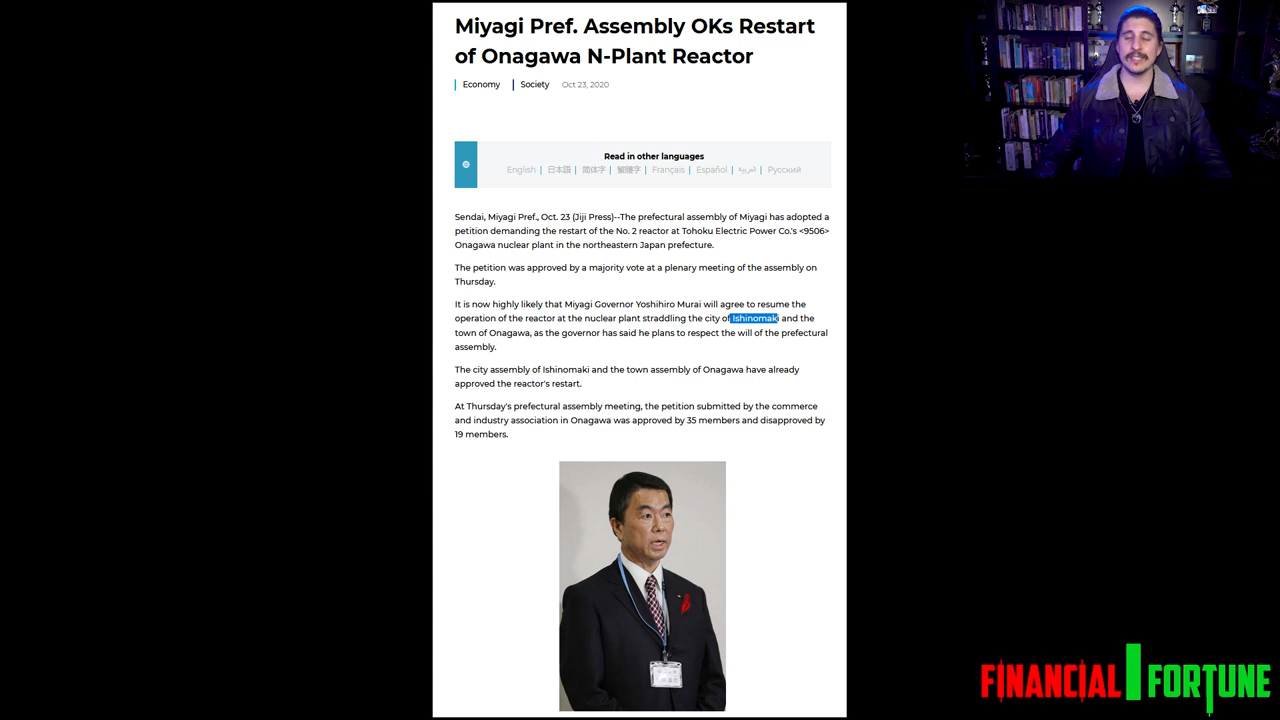 Miyagi Pref. Assembly OKs Restart
of Onagawa N-Plant Reactor
Economy Society Oct 23, 2020
Read in other languages
English | 日本語 | 简体字 | 繁體字 | Français | Español | العربية | Русский
Sendai, Miyagi Pref., Oct. 23 (Jiji Press)--The prefectural assembly of Miyagi has adopted a
petition demanding the restart of the No. 2 reactor at Tohoku Electric Power Co.'s <9506>
Onagawa nuclear plant in the northeastern Japan prefecture.
The petition was approved by a majority vote at a plenary meeting of the assembly on
Thursday.
It is now highly likely that Miyagi Governor Yoshihiro Murai will agree to resume the
operation of the reactor at the nuclear plant straddling the city of Ishinomaki and the
town of Onagawa, as the governor has said he plans to respect the will of the prefectural
assembly.
The city assembly of Ishinomaki and the town assembly of Onagawa have already
approved the reactor's restart.
At Thursday's prefectural assembly meeting, the petition submitted by the commerce
and industry association in Onagawa was approved by 35 members and disapproved by
19 members.
FINANCIAL FORTUNE